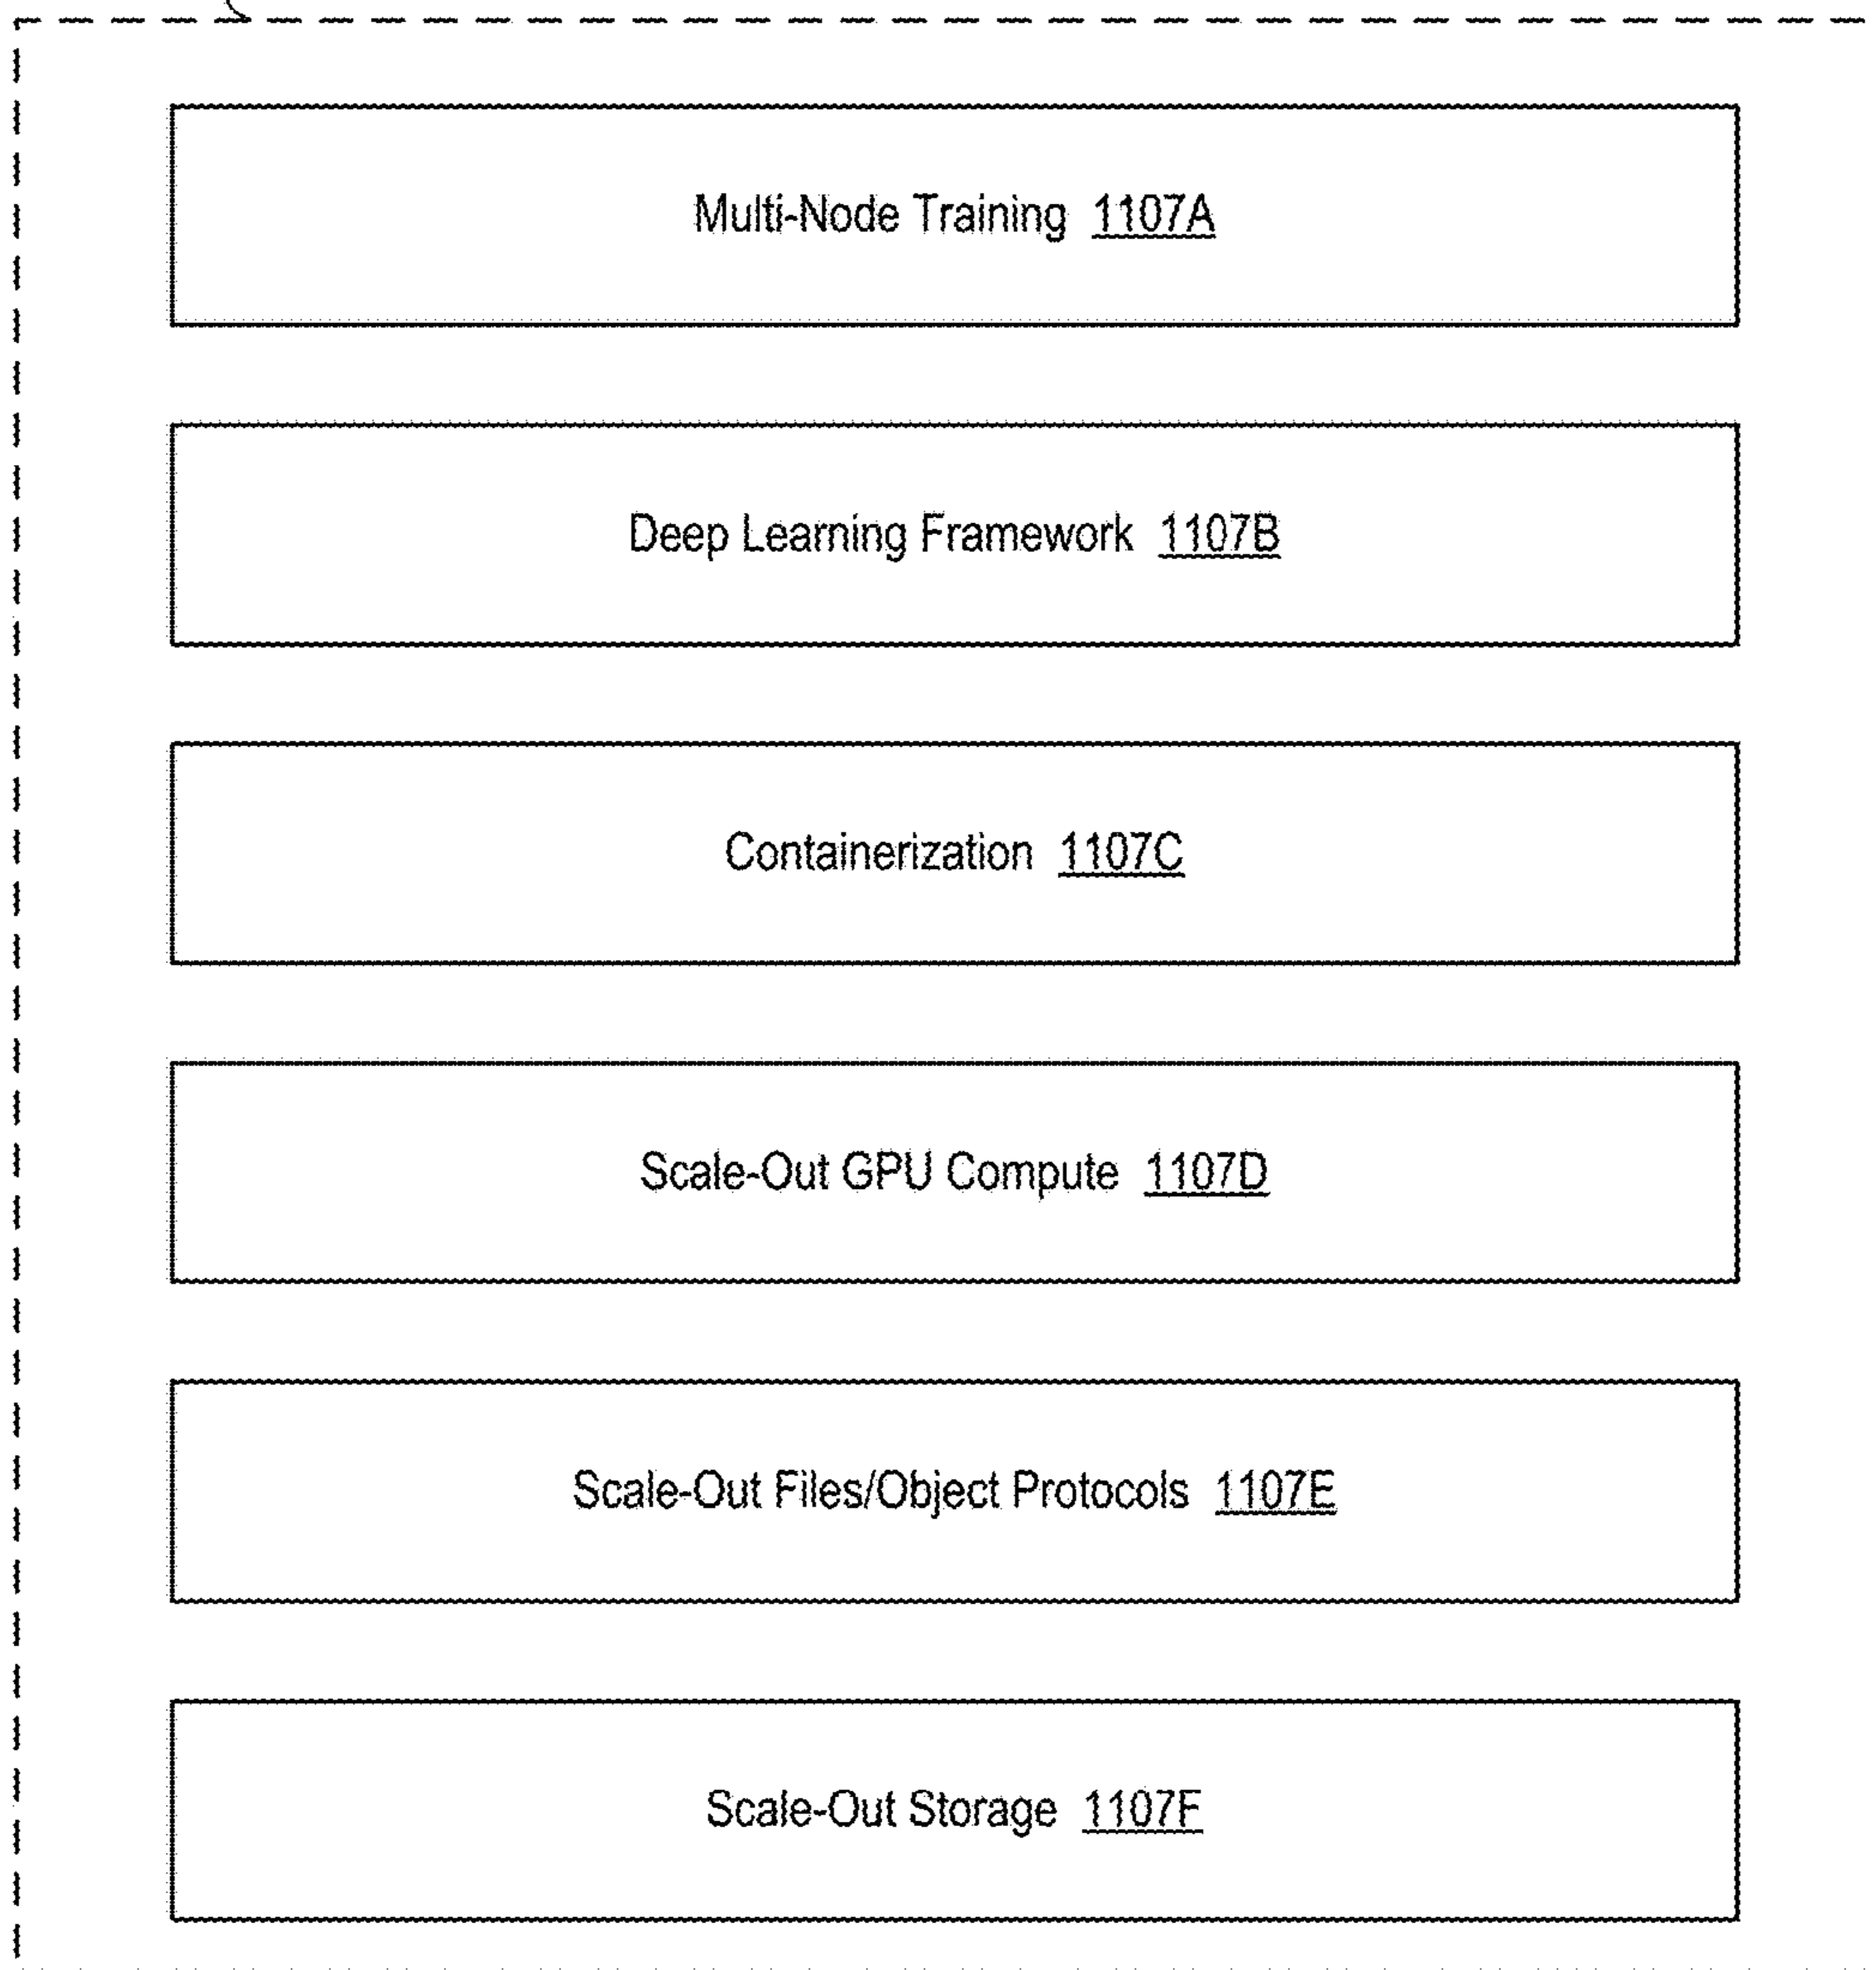 Multi-Node Training 1107A
Deep Learning Framework 1107B
Containerization 1107C
Scale-Out GPU Compute 1107D
Scale-Out Files/Object Protocols 1107E
Scale-Out Storage 1107F